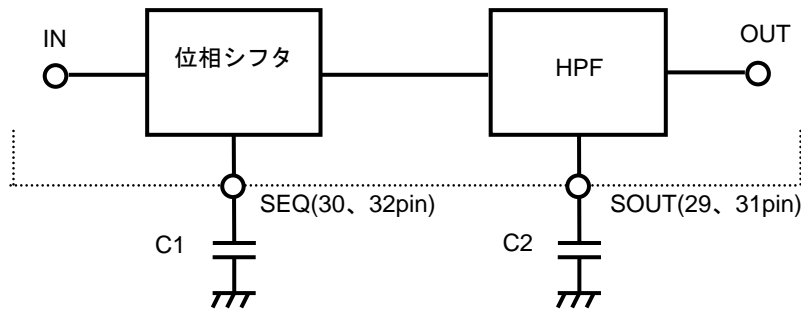 IN
位相シフタ
HPF
OUT
SEQ(30、32pin)
SOUT(29、31pin)
C1
C2